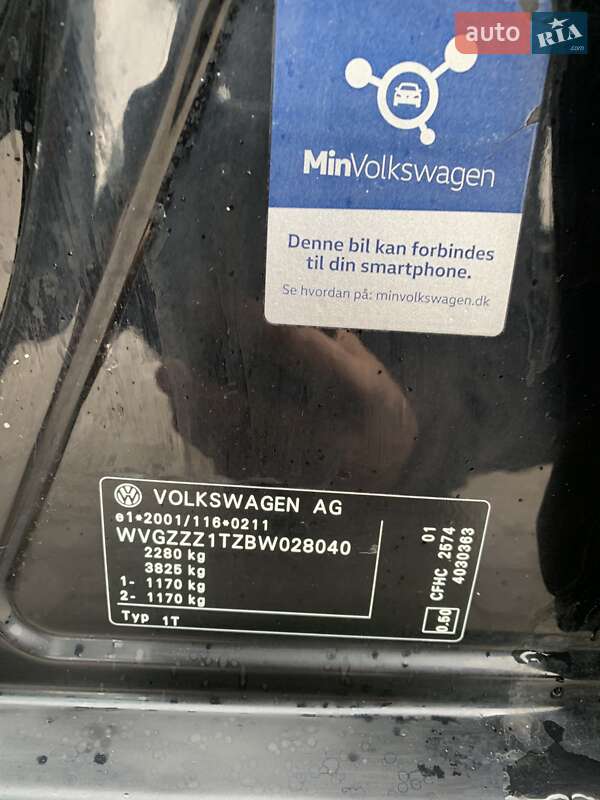 auto RIA
.com
MinVolkswagen
Denne bil kan forbindes
til din smartphone.
Se hvordan på: minvolkswagen.dk
VOLKSWAGEN AG
e1*2001/116*0211
WVGZZZ1TZBW028040
2280 kg
3825 kg
1- 1170 kg
2- 1170 kg
Typ 1T
01
CFHC 2574
4030363
0.50